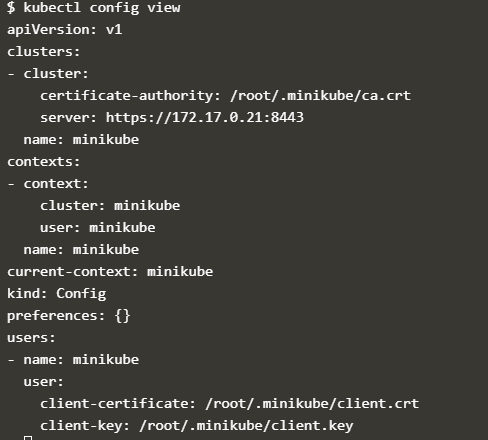 $ kubectl config view
apiVersion: v1
clusters:
- cluster:
    certificate-authority: /root/.minikube/ca.crt
    server: https://172.17.0.21:8443
  name: minikube
contexts:
- context:
    cluster: minikube
    user: minikube
  name: minikube
current-context: minikube
kind: Config
preferences: {}
users:
- name: minikube
  user:
    client-certificate: /root/.minikube/client.crt
    client-key: /root/.minikube/client.key